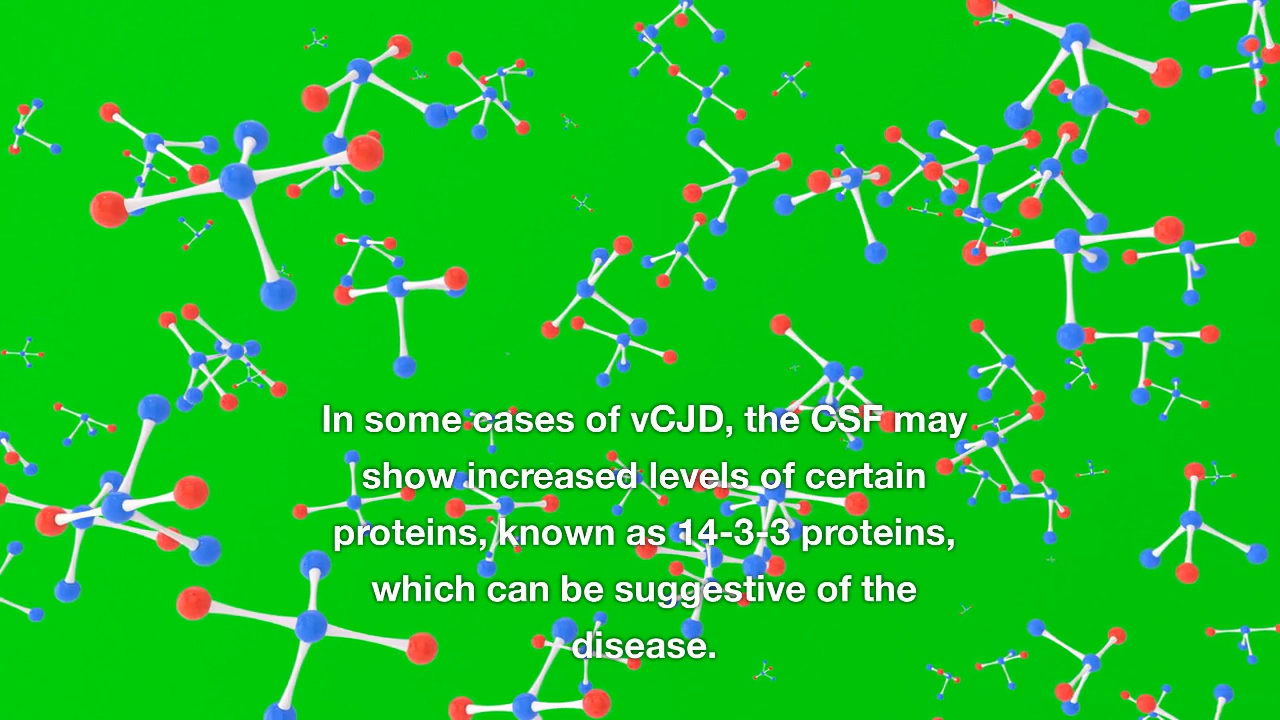 In some cases of vCJD, the CSF may
show increased levels of certain
proteins, known as 14-3-3 proteins,
which can be suggestive of the
disease.